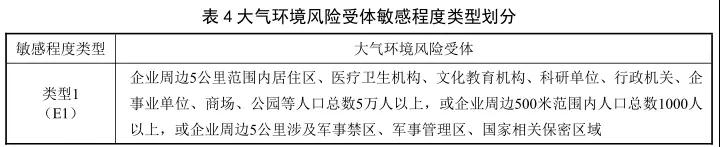 表 4 大气环境风险受体敏感程度类型划分
敏感程度类型
大气环境风险受体
类型1
（E1）
企业周边5公里范围内居住区、医疗卫生机构、文化教育机构、科研单位、行政机关、企
事业单位、商场、公园等人口总数5万人以上，或企业周边500米范围内人口总数1000人
以上，或企业周边5公里涉及军事禁区、军事管理区、国家相关保密区域